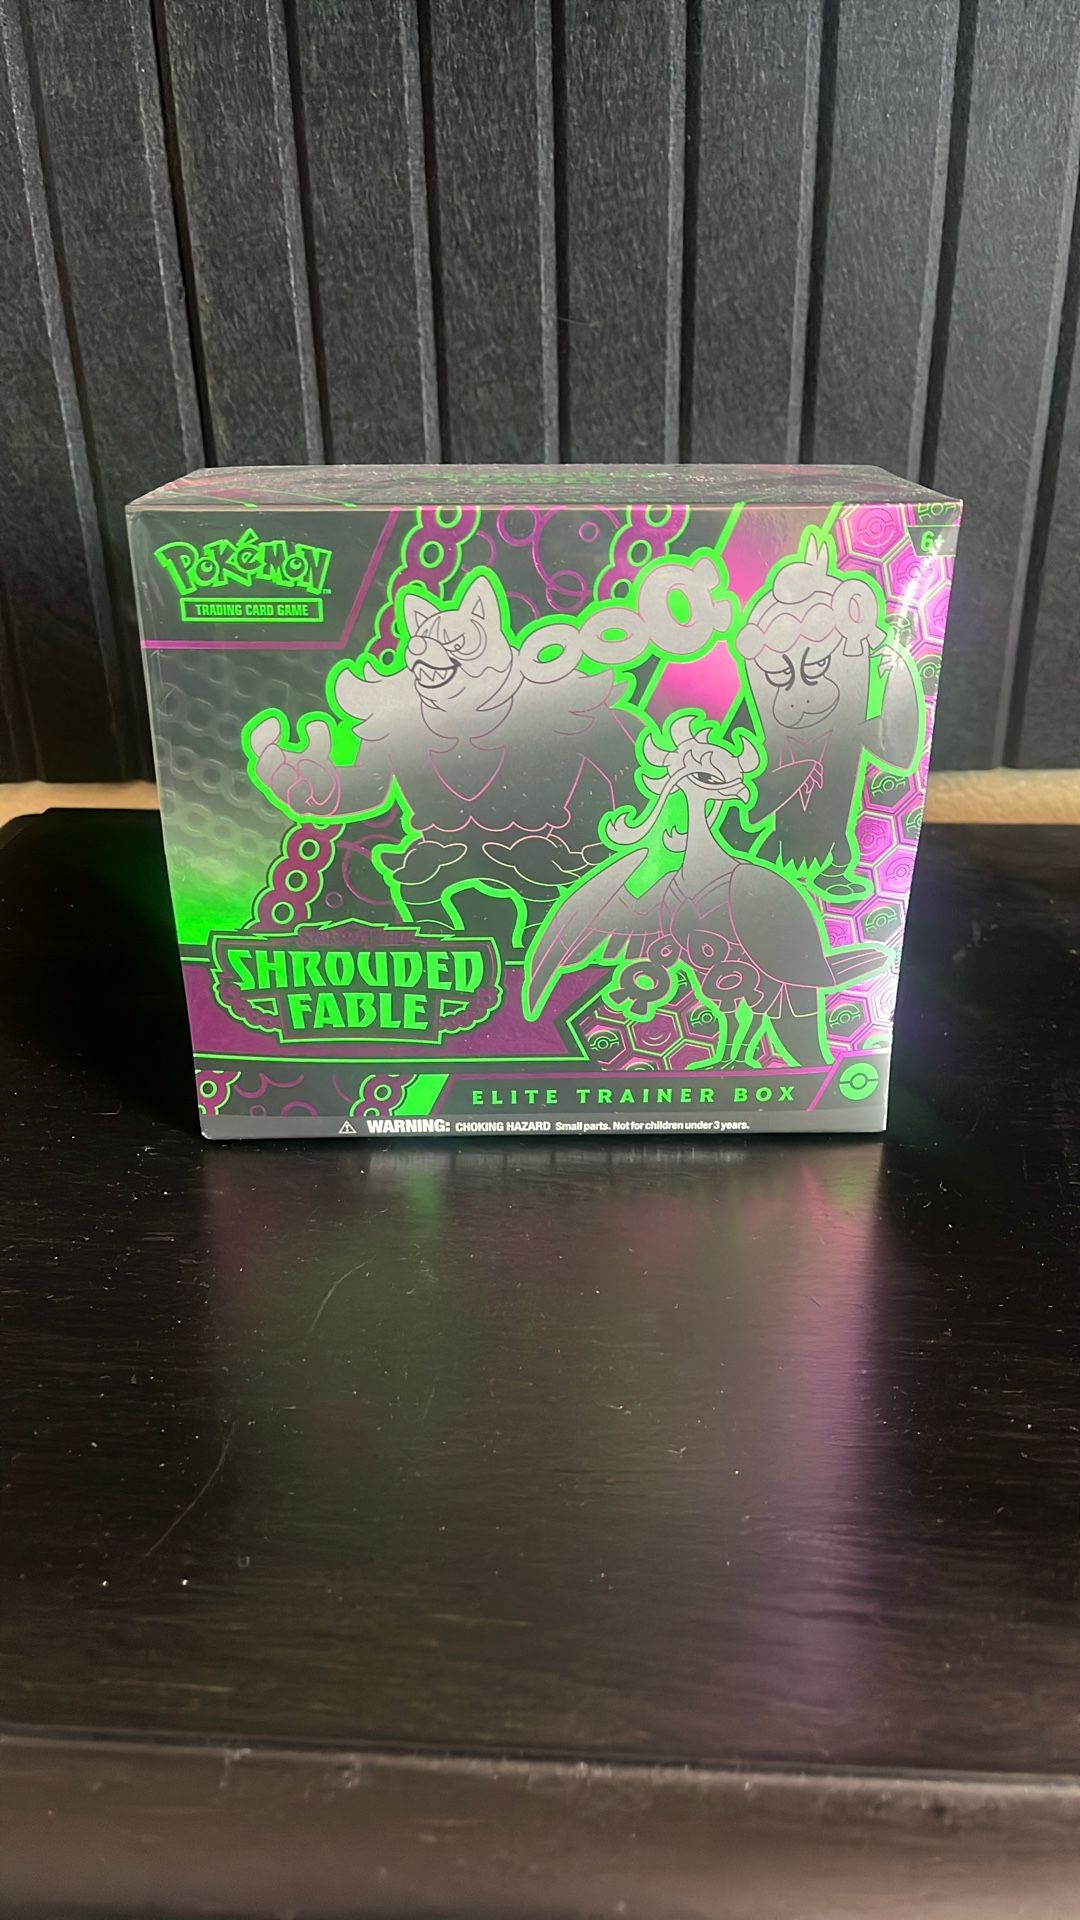 POKéMON
TM
TRADING CARD GAME
6+
SHROUDED
FABLE
ELITE TRAINER BOX
⚠ WARNING: CHOKING HAZARD Small parts. Not for children under 3 years.